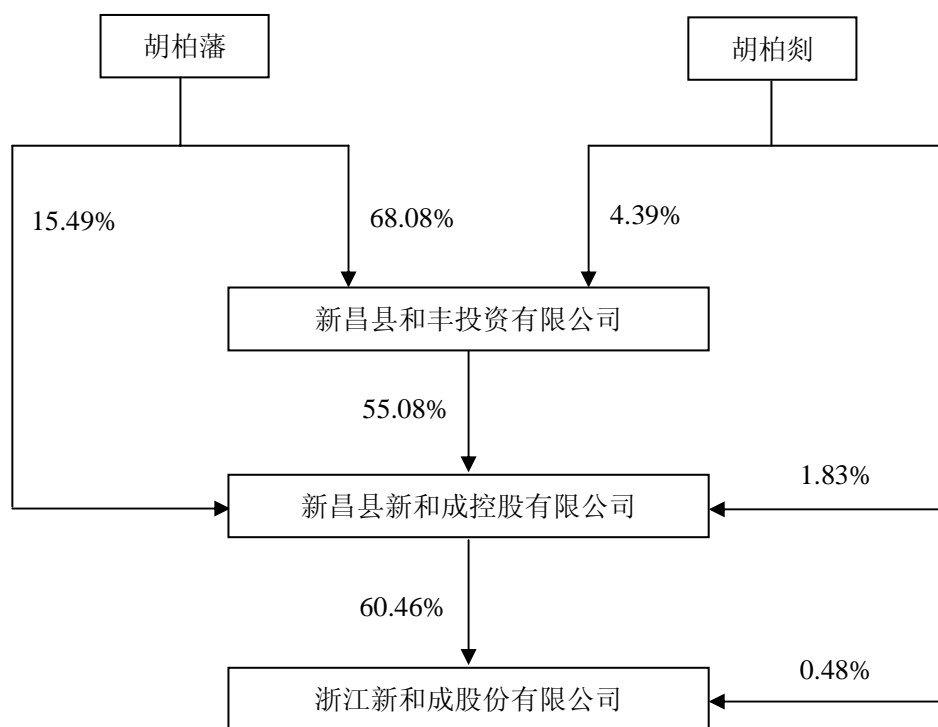 胡柏藩
胡柏剡
15.49%
68.08%
4.39%
新昌县和丰投资有限公司
55.08%
1.83%
新昌县新和成控股有限公司
60.46%
0.48%
浙江新和成股份有限公司